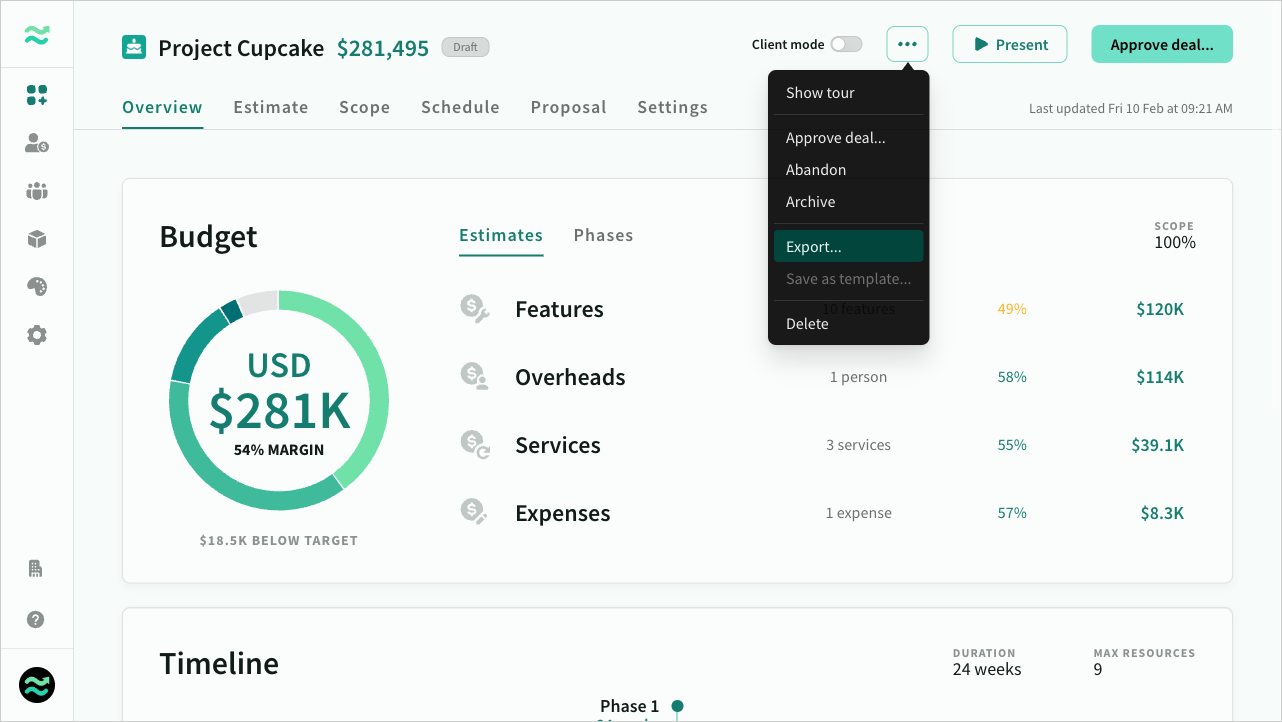 Project Cupcake $281,495 Draft
Client mode
Present
Approve deal...
Overview Estimate Scope Schedule Proposal Settings
Last updated Fri 10 Feb at 09:21 AM
Show tour
Approve deal...
Abandon
Archive
Export...
Save as template...
Delete
Budget
Estimates Phases
SCOPE
100%
USD
$281K
54% MARGIN
$18.5K BELOW TARGET
Features 10 features 49% $120K
Overheads 1 person 58% $114K
Services 3 services 55% $39.1K
Expenses 1 expense 57% $8.3K
Timeline
DURATION
24 weeks
MAX RESOURCES
9
Phase 1